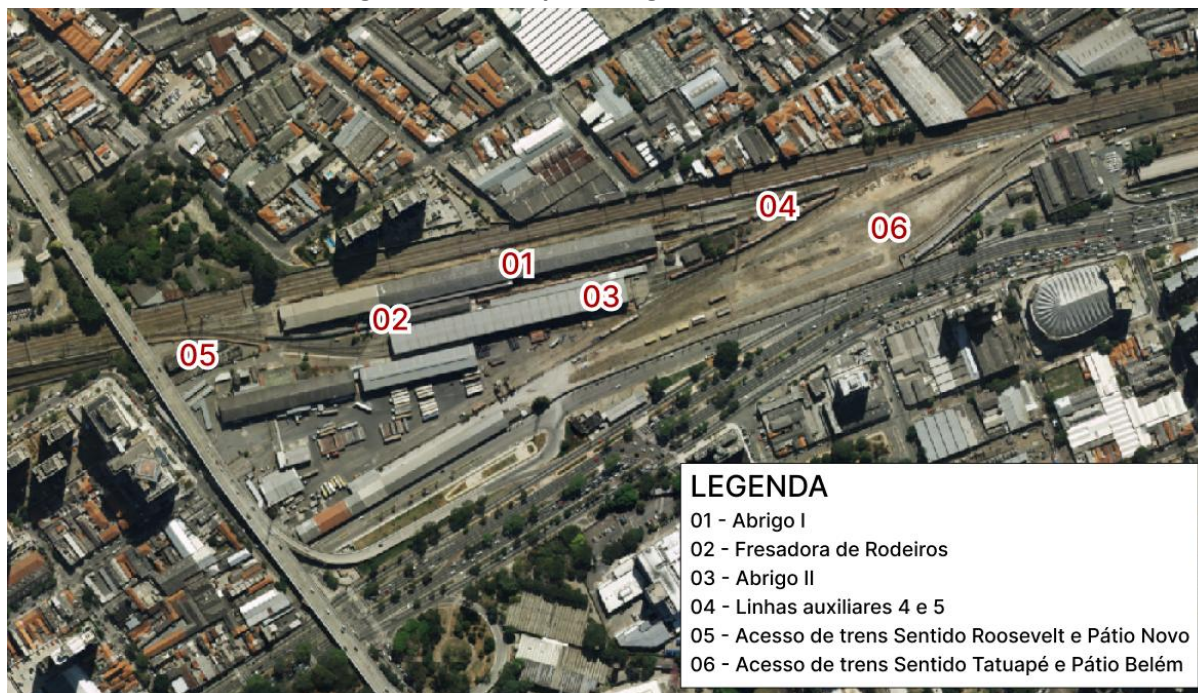 01
04
06
03
02
05
LEGENDA
01 - Abrigo I
02 - Fresadora de Rodeiros
03 - Abrigo II
04 - Linhas auxiliares 4 e 5
05 - Acesso de trens Sentido Roosevelt e Pátio Novo
06 - Acesso de trens Sentido Tatuapé e Pátio Belém